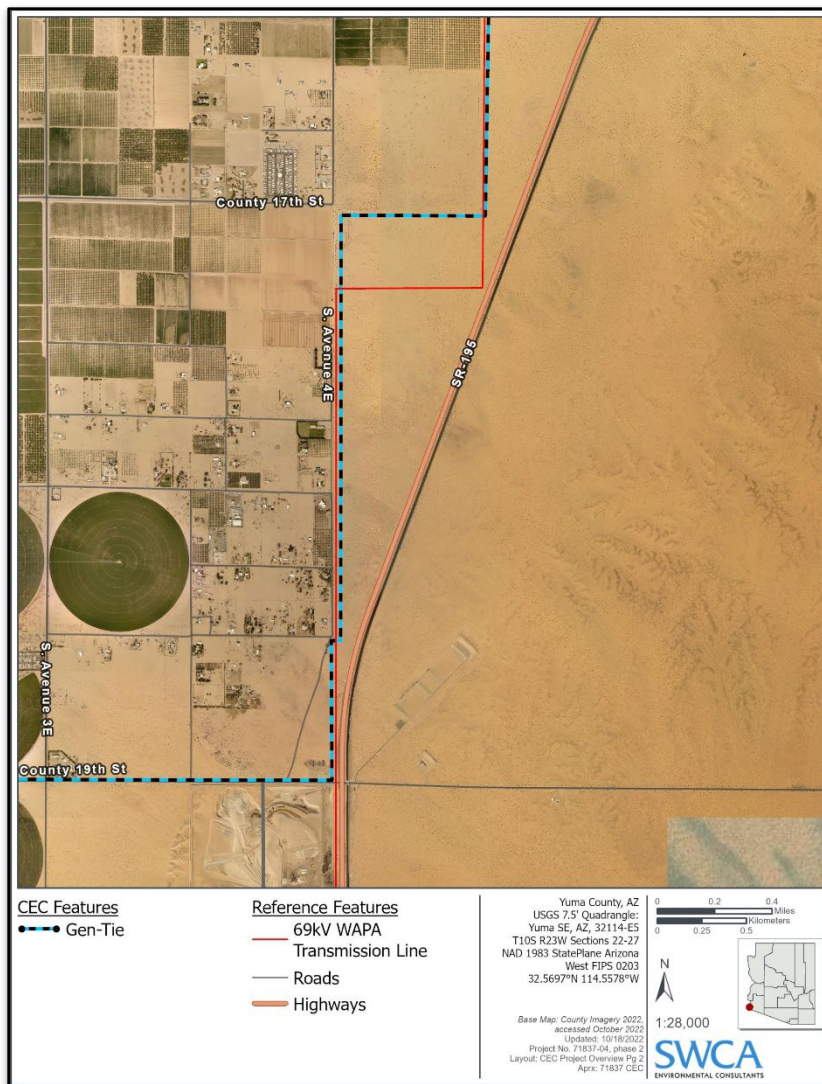 County 17th St
S. Avenue 4E
SR-195
S. Avenue 3E
County 19th St
CEC Features
Gen-Tie
Reference Features
69kV WAPA
Transmission Line
Roads
Highways
Yuma County, AZ
USGS 7.5' Quadrangle:
Yuma SE, AZ, 32114-E5
T10S R23W Sections 22-27
NAD 1983 StatePlane Arizona
West FIPS 0203
32.5697°N 114.5578°W
Base Map: County Imagery 2022,
accessed October 2022
Updated: 10/18/2022
Project No. 71837-04, phase 2
Layout: CEC Project Overview Pg 2
Aprx: 71837 CEC
0 0.2 0.4
Miles
Kilometers
0 0.25 0.5
N
1:28,000
SWCA
ENVIRONMENTAL CONSULTANTS